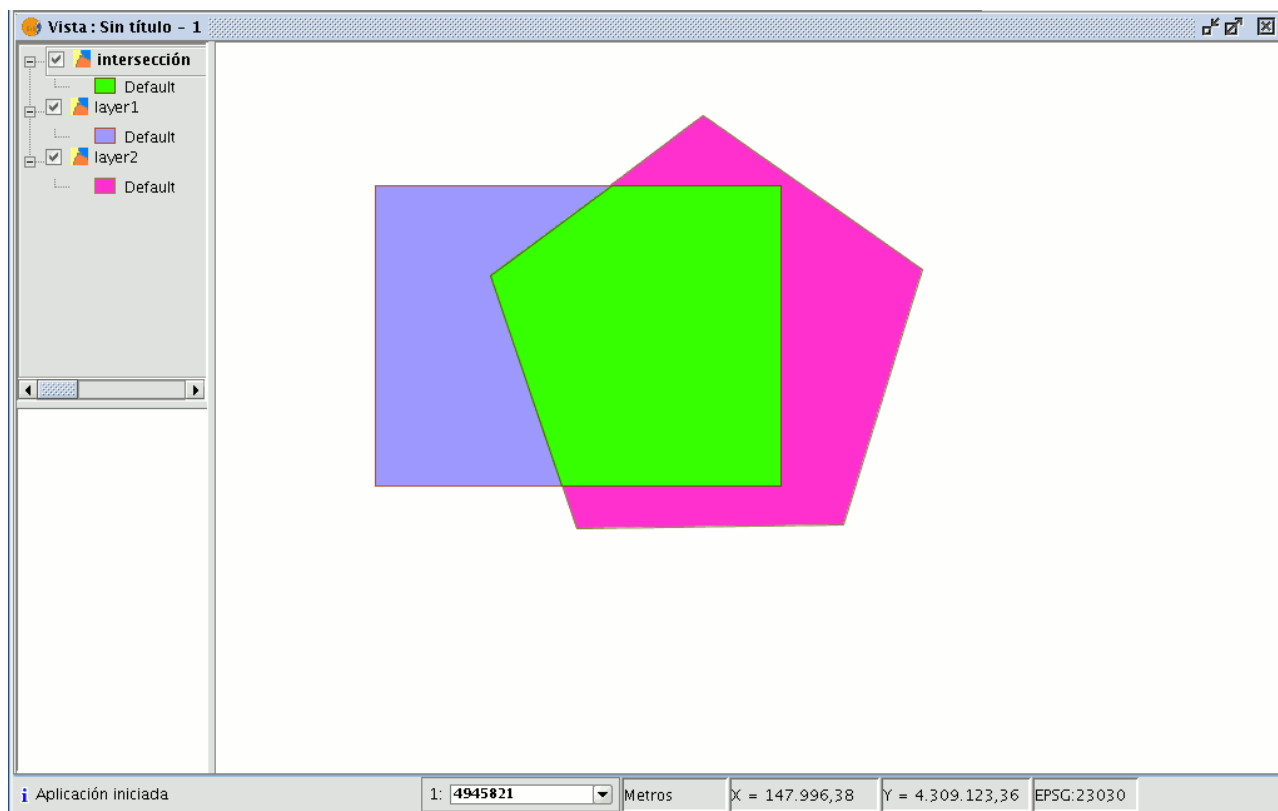 Vista : Sin título - 1
intersección
Default
layer1
Default
layer2
Default
Aplicación iniciada
1: 4945821
Metros
X = 147.996,38
Y = 4.309.123,36
EPSG:23030